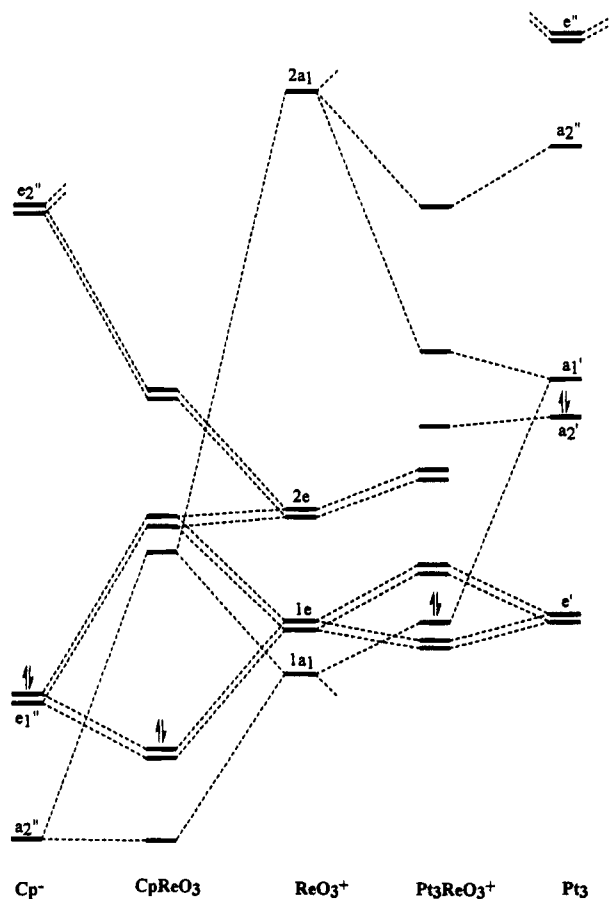 e"
2a1
a2"
e2"
a1'
a2'
2e
1e
e'
1a1
e1"
a2"
Cp-
CpReO3
ReO3+
Pt3ReO3+
Pt3